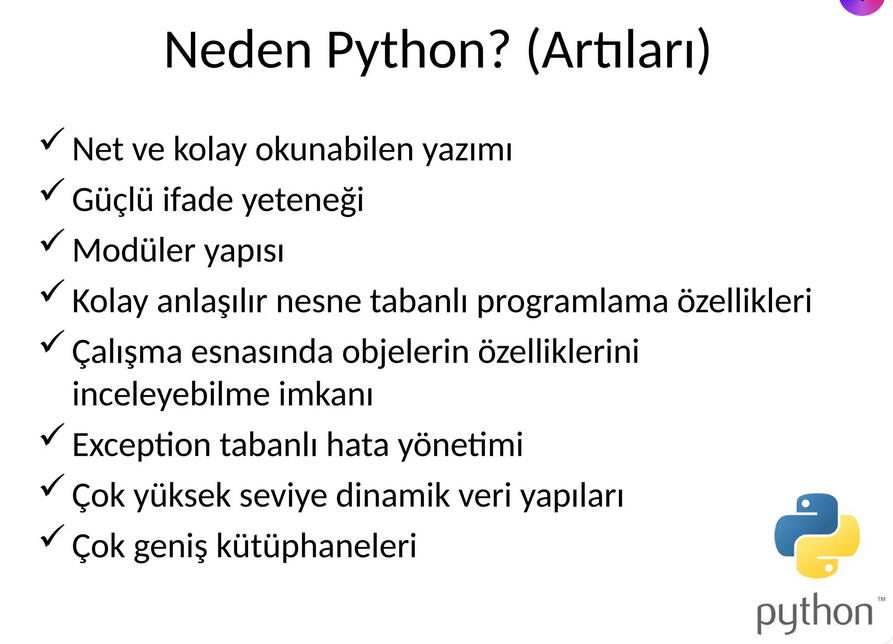 Neden Python? (Artıları)
✓ Net ve kolay okunabilen yazımı
✓ Güçlü ifade yeteneği
✓ Modüler yapısı
✓ Kolay anlaşılır nesne tabanlı programlama özellikleri
✓ Çalışma esnasında objelerin özelliklerini
inceleyebilme imkanı
✓ Exception tabanlı hata yönetimi
✓ Çok yüksek seviye dinamik veri yapıları
✓ Çok geniş kütüphaneleri
python™